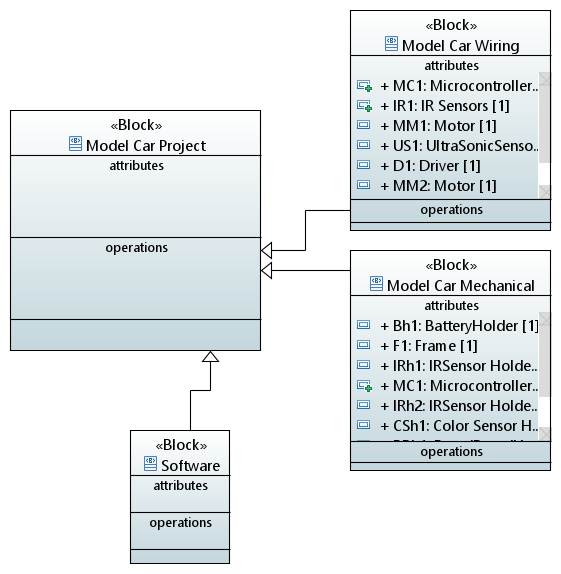 «Block»
Model Car Project
attributes
operations
«Block»
Model Car Wiring
attributes
+ MC1: Microcontroller..
+ IR1: IR Sensors [1]
+ MM1: Motor [1]
+ US1: UltraSonicSenso..
+ D1: Driver [1]
+ MM2: Motor [1]
operations
«Block»
Model Car Mechanical
attributes
+ Bh1: BatteryHolder [1]
+ F1: Frame [1]
+ IRh1: IRSensor Holde..
+ MC1: Microcontroller..
+ IRh2: IRSensor Holde..
+ CSh1: Color Sensor H..
operations
«Block»
Software
attributes
operations